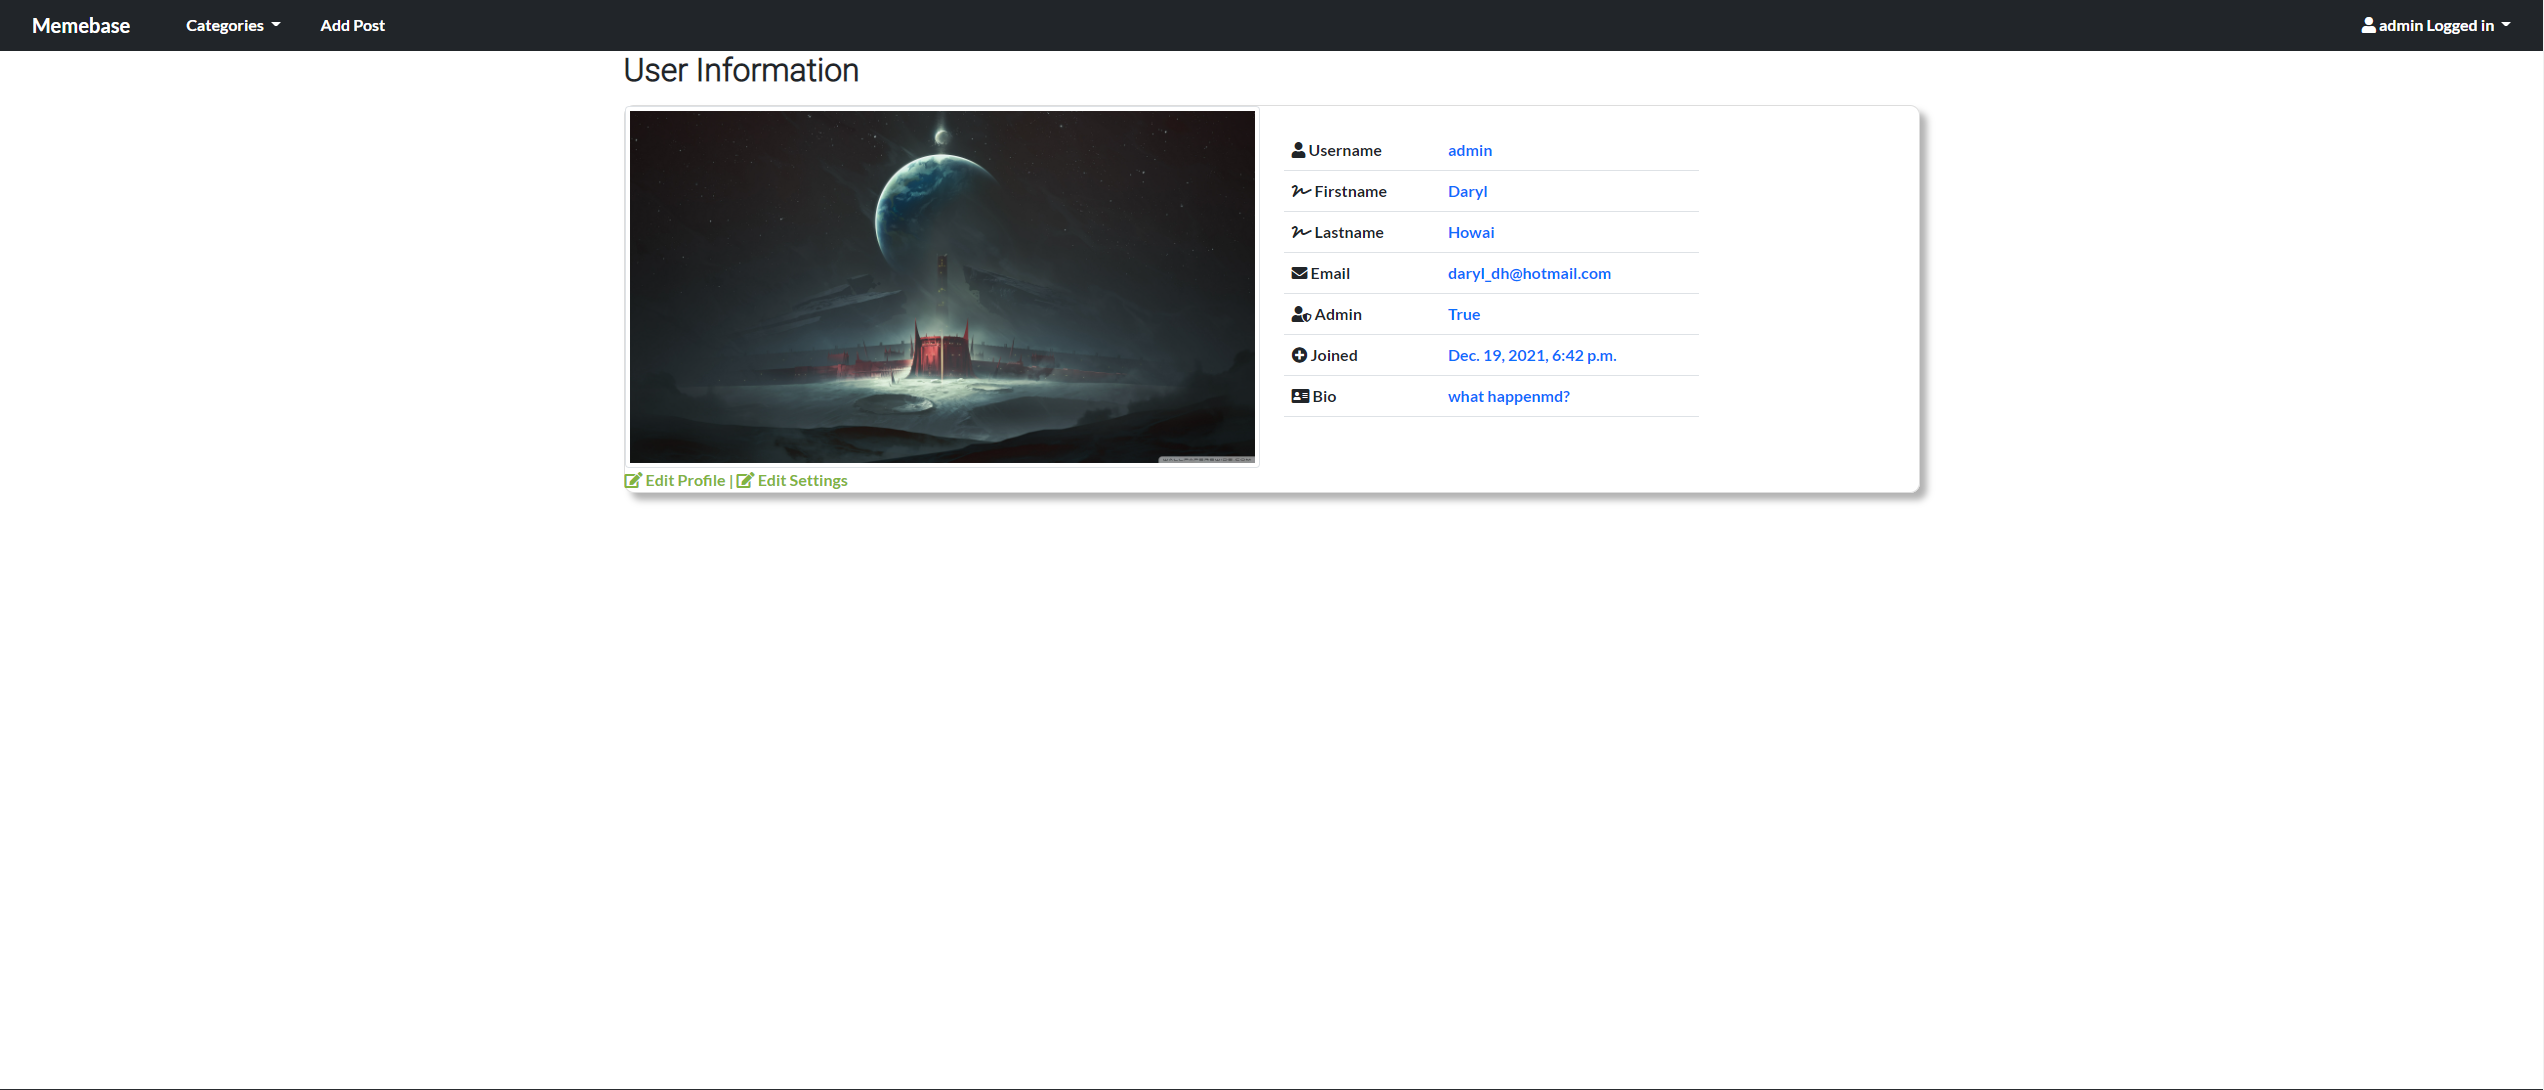 Memebase Categories Add Post admin Logged in
User Information
Username admin
Firstname Daryl
Lastname Howai
Email daryl_dh@hotmail.com
Admin True
Joined Dec. 19, 2021, 6:42 p.m.
Bio what happenmd?
Edit Profile | Edit Settings